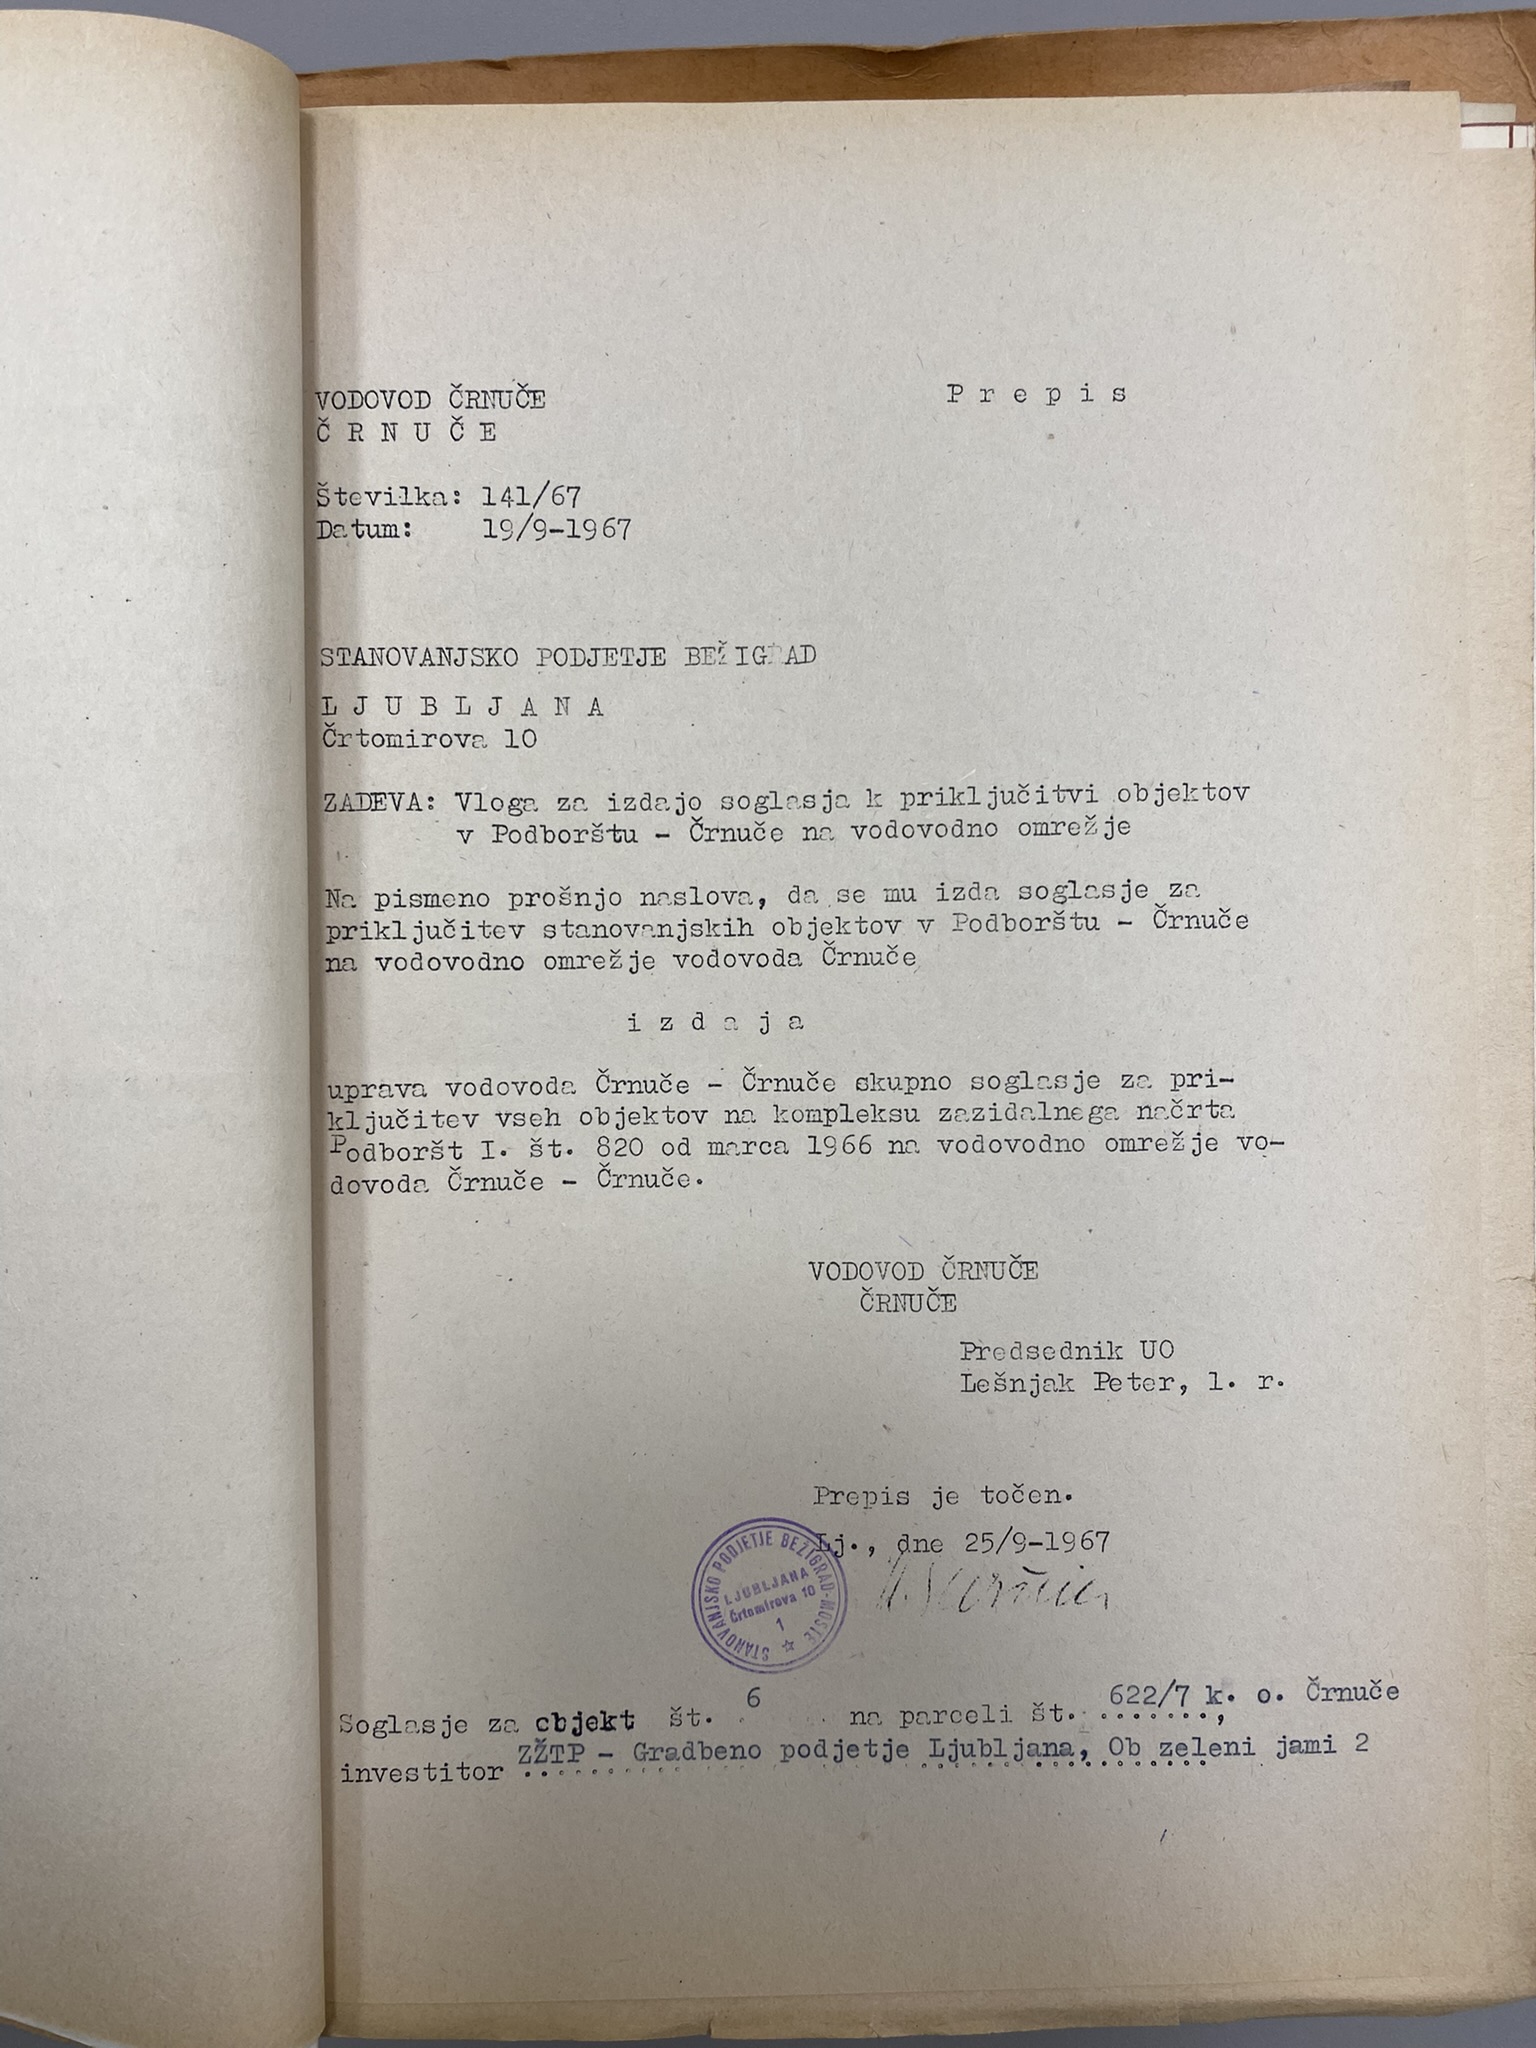 VODOVOD ČRNUČE
Č R N U Č E
P r e p i s
Številka: 141/67
Datum: 19/9-1967
STANOVANJSKO PODJETJE BEŽIGRAD
L J U B L J A N A
Črtomirova 10
ZADEVA: Vloga za izdajo soglasja k priključitvi objektov
v Podborštu - Črnuče na vodovodno omrežje
Na pismeno prošnjo naslova, da se mu izda soglasje za
priključitev stanovanjskih objektov v Podborštu - Črnuče
na vodovodno omrežje vodovoda Črnuče
i z d a j a
uprava vodovoda Črnuče - Črnuče skupno soglasje za pri-
ključitev vseh objektov na kompleksu zazidalnega načrta
Podboršt I. št. 820 od marca 1966 na vodovodno omrežje vo-
dovoda Črnuče - Črnuče.
VODOVOD ČRNUČE
ČRNUČE
Predsednik UO
Lešnjak Peter, l. r.
Prepis je točen.
Lj., dne 25/9-1967
STANOVANJSKO PODJETJE BEŽIGRAD-MOSTE
LJUBLJANA
Črtomirova 10
1
Soglasje za objekt št. 6 na parceli št. 622/7 k. o. Črnuče,
investitor ZŽTP - Gradbeno podjetje Ljubljana, Ob zeleni jami 2